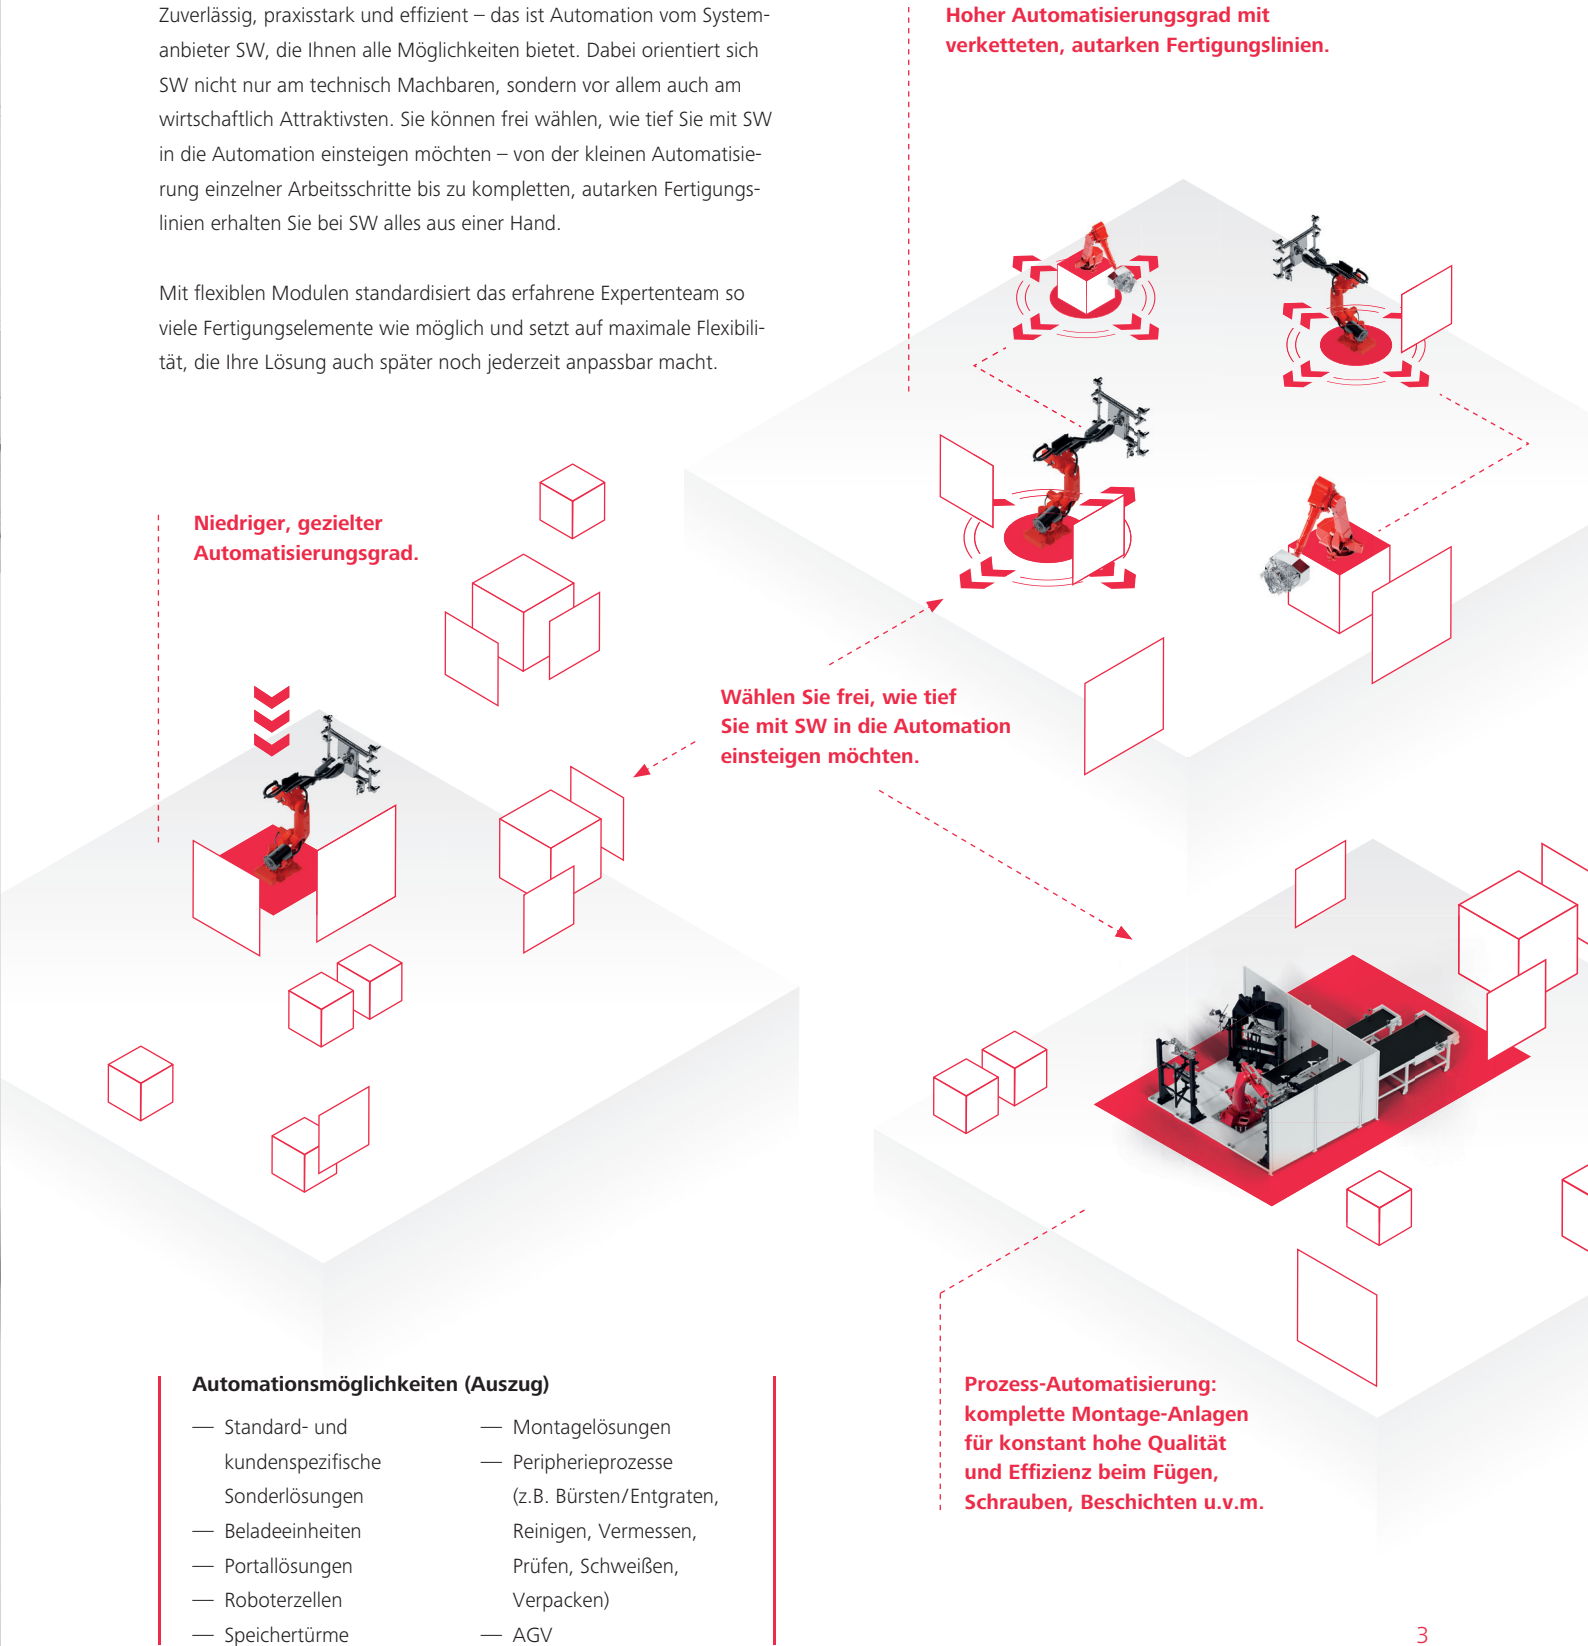 Zuverlässig, praxisstark und effizient – das ist Automation vom System-
anbieter SW, die Ihnen alle Möglichkeiten bietet. Dabei orientiert sich
SW nicht nur am technisch Machbaren, sondern vor allem auch am
wirtschaftlich Attraktivsten. Sie können frei wählen, wie tief Sie mit SW
in die Automation einsteigen möchten – von der kleinen Automatisie-
rung einzelner Arbeitsschritte bis zu kompletten, autarken Fertigungs-
linien erhalten Sie bei SW alles aus einer Hand.
Mit flexiblen Modulen standardisiert das erfahrene Expertenteam so
viele Fertigungselemente wie möglich und setzt auf maximale Flexibili-
tät, die Ihre Lösung auch später noch jederzeit anpassbar macht.
Hoher Automatisierungsgrad mit
verketteten, autarken Fertigungslinien.
Niedriger, gezielter
Automatisierungsgrad.
Wählen Sie frei, wie tief
Sie mit SW in die Automation
einsteigen möchten.
Prozess-Automatisierung:
komplette Montage-Anlagen
für konstant hohe Qualität
und Effizienz beim Fügen,
Schrauben, Beschichten u.v.m.
Automationsmöglichkeiten (Auszug)
— Standard- und
kundenspezifische
Sonderlösungen
— Beladeeinheiten
— Portallösungen
— Roboterzellen
— Speichertürme
— Montagelösungen
— Peripherieprozesse
(z.B. Bürsten/Entgraten,
Reinigen, Vermessen,
Prüfen, Schweißen,
Verpacken)
— AGV
3